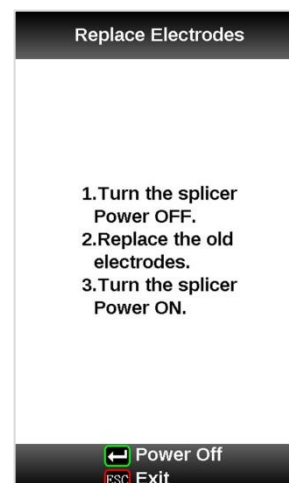 Replace Electrodes
1.Turn the splicer
Power OFF.
2.Replace the old
electrodes.
3.Turn the splicer
Power ON.
Power Off
ESC Exit